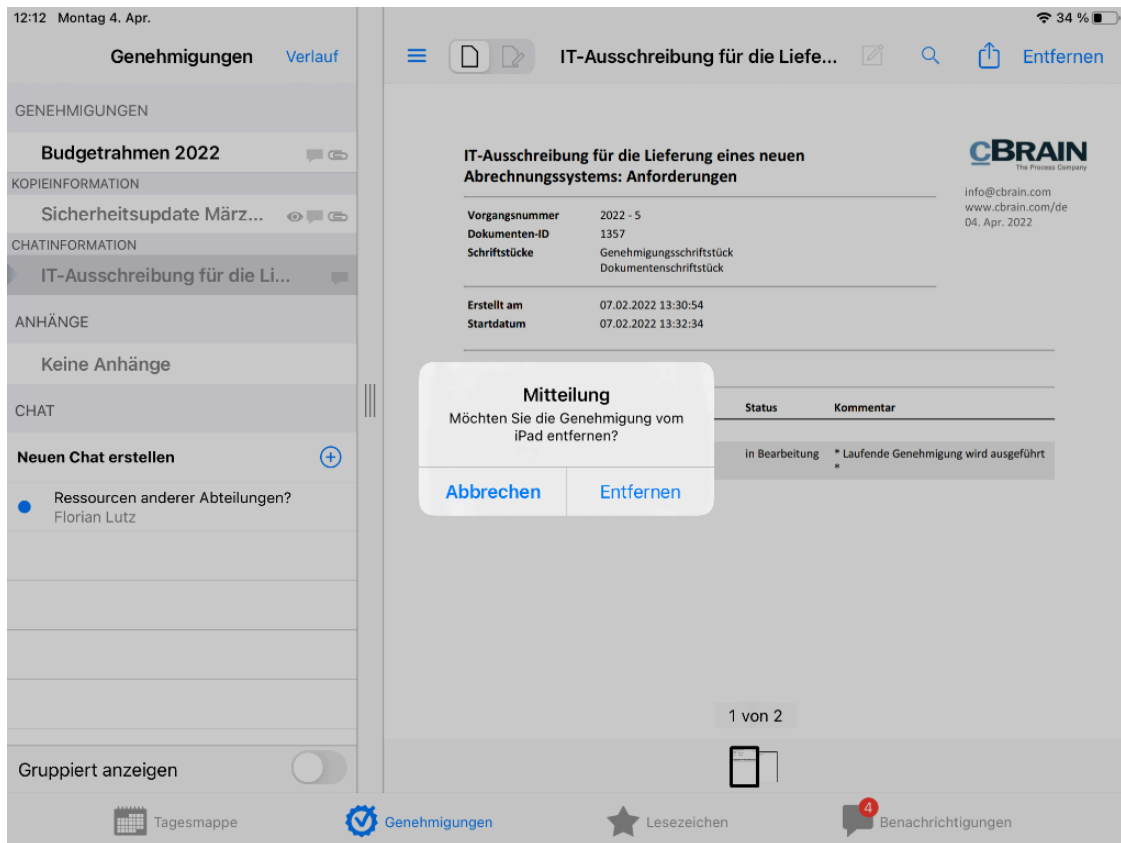 12:12 Montag 4. Apr.
34 %
Genehmigungen Verlauf
GENEHMIGUNGEN
Budgetrahmen 2022
KOPIEINFORMATION
Sicherheitsupdate März...
CHATINFORMATION
IT-Ausschreibung für die Li...
ANHÄNGE
Keine Anhänge
CHAT
Neuen Chat erstellen
Ressourcen anderer Abteilungen?
Florian Lutz
Gruppiert anzeigen
IT-Ausschreibung für die Liefe... Entfernen
IT-Ausschreibung für die Lieferung eines neuen
Abrechnungssystems: Anforderungen
CBRAIN
The Process Company
info@cbrain.com
www.cbrain.com/de
04. Apr. 2022
Vorgangsnummer 2022 - 5
Dokumenten-ID 1357
Schriftstücke Genehmigungsschriftstück
Dokumentenschriftstück
Erstellt am 07.02.2022 13:30:54
Startdatum 07.02.2022 13:32:34
Status Kommentar
in Bearbeitung * Laufende Genehmigung wird ausgeführt
*
Mitteilung
Möchten Sie die Genehmigung vom
iPad entfernen?
Abbrechen Entfernen
1 von 2
Tagesmappe Genehmigungen Lesezeichen 4 Benachrichtigungen